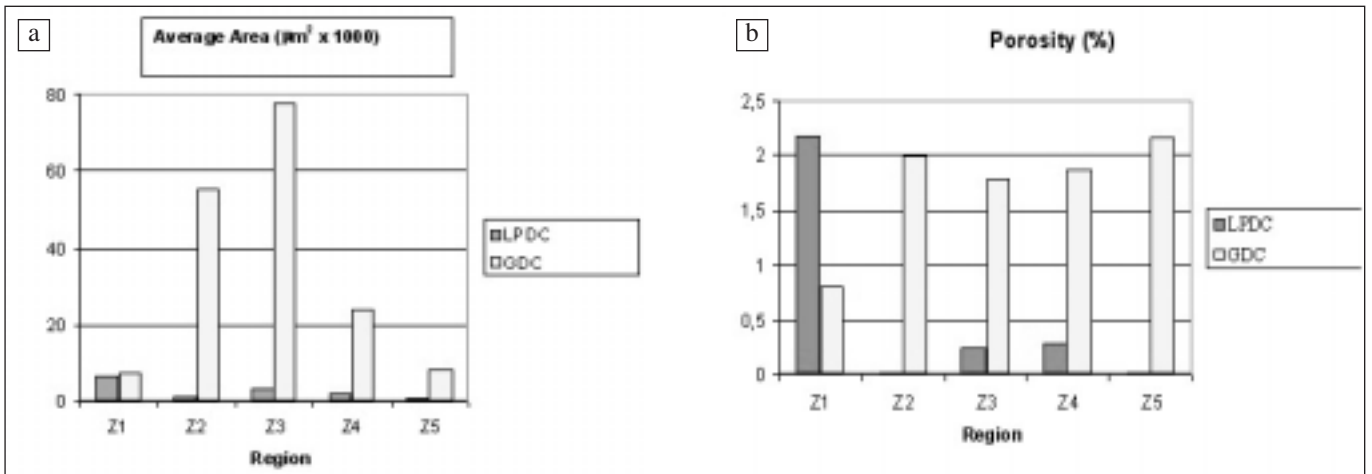 a
Average Area (µm² x 1000)
80
60
40
20
0
Z1 Z2 Z3 Z4 Z5
Region
LPDC
GDC
b
Porosity (%)
2,5
2
1,5
1
0,5
0
Z1 Z2 Z3 Z4 Z5
Region
LPDC
GDC